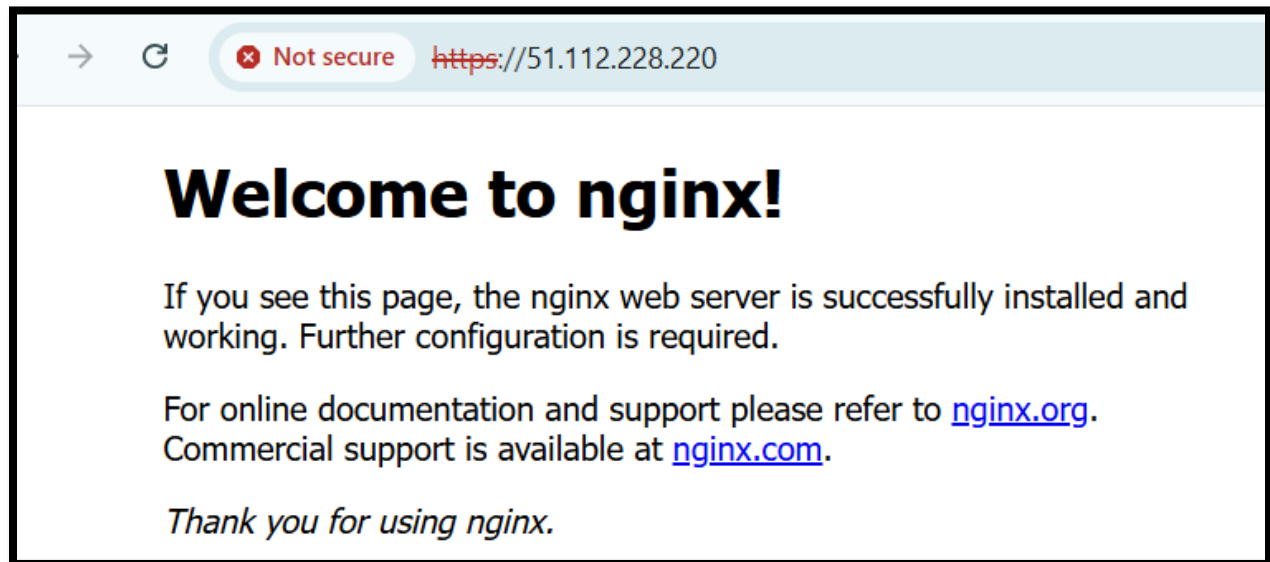 Not secure https://51.112.228.220
Welcome to nginx!
If you see this page, the nginx web server is successfully installed and
working. Further configuration is required.
For online documentation and support please refer to nginx.org.
Commercial support is available at nginx.com.
Thank you for using nginx.